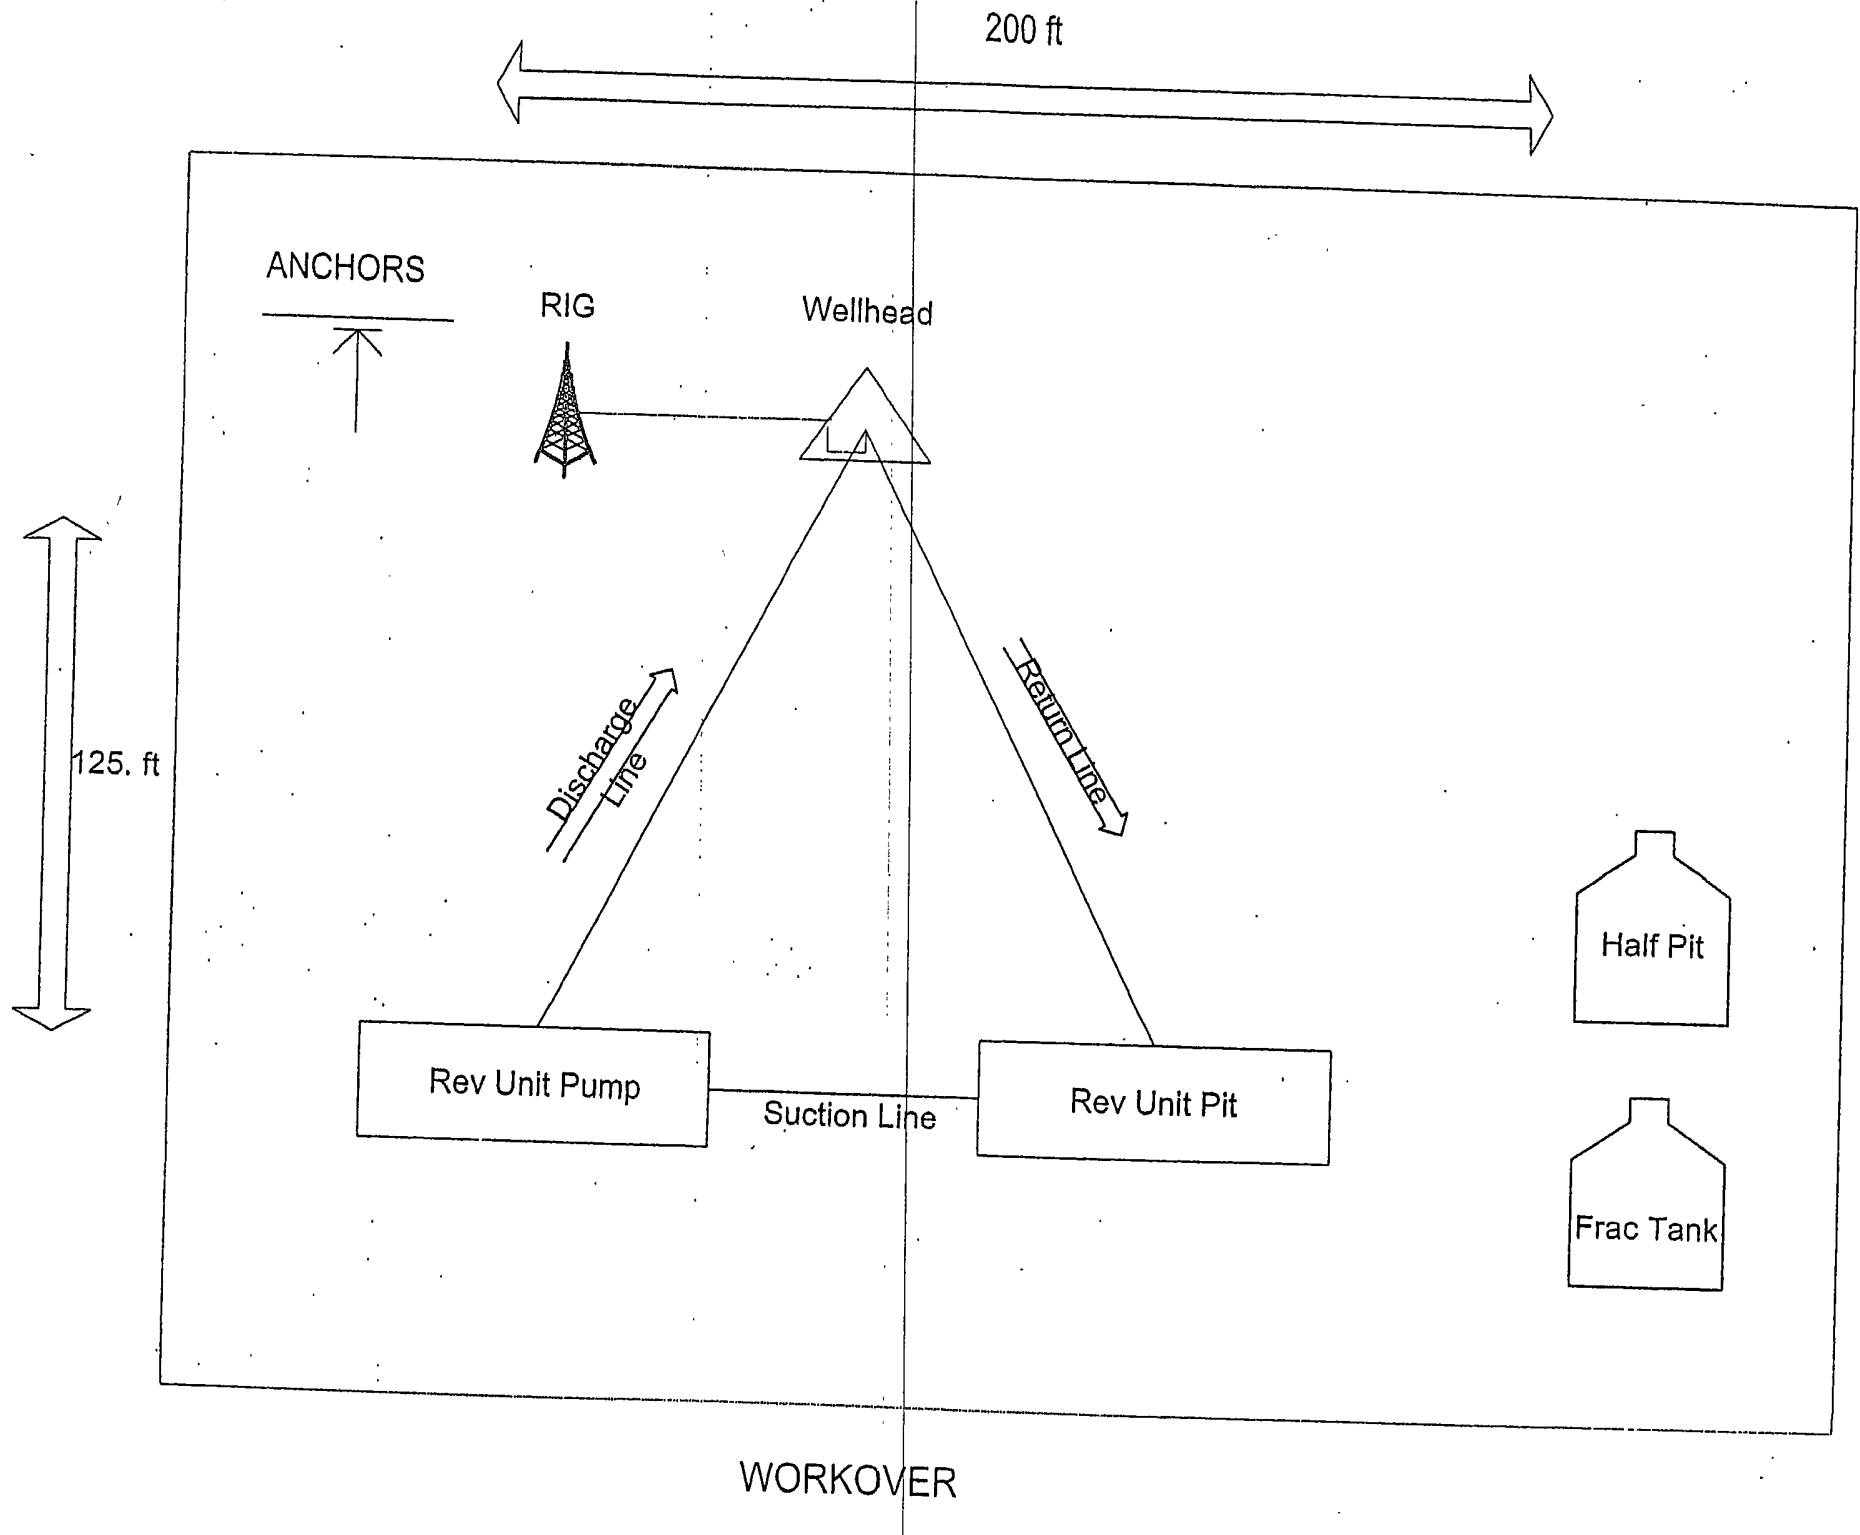 200 ft
ANCHORS
RIG
Wellhead
125. ft
Discharge
Line
Return Line
Half Pit
Rev Unit Pump
Suction Line
Rev Unit Pit
Frac Tank
WORKOVER